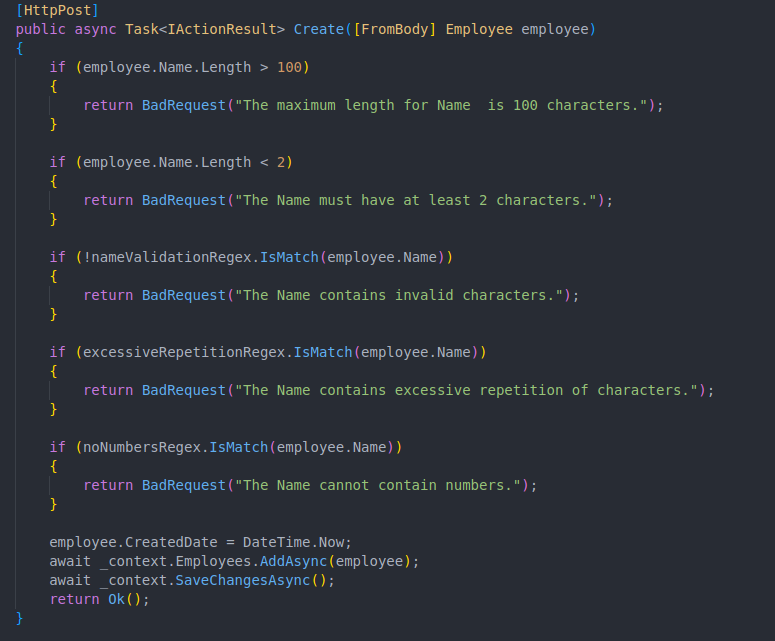 [HttpPost]
public async Task<IActionResult> Create([FromBody] Employee employee)
{
    if (employee.Name.Length > 100)
    {
        return BadRequest("The maximum length for Name  is 100 characters.");
    }

    if (employee.Name.Length < 2)
    {
        return BadRequest("The Name must have at least 2 characters.");
    }

    if (!nameValidationRegex.IsMatch(employee.Name))
    {
        return BadRequest("The Name contains invalid characters.");
    }

    if (excessiveRepetitionRegex.IsMatch(employee.Name))
    {
        return BadRequest("The Name contains excessive repetition of characters.");
    }

    if (noNumbersRegex.IsMatch(employee.Name))
    {
        return BadRequest("The Name cannot contain numbers.");
    }

    employee.CreatedDate = DateTime.Now;
    await _context.Employees.AddAsync(employee);
    await _context.SaveChangesAsync();
    return Ok();
}